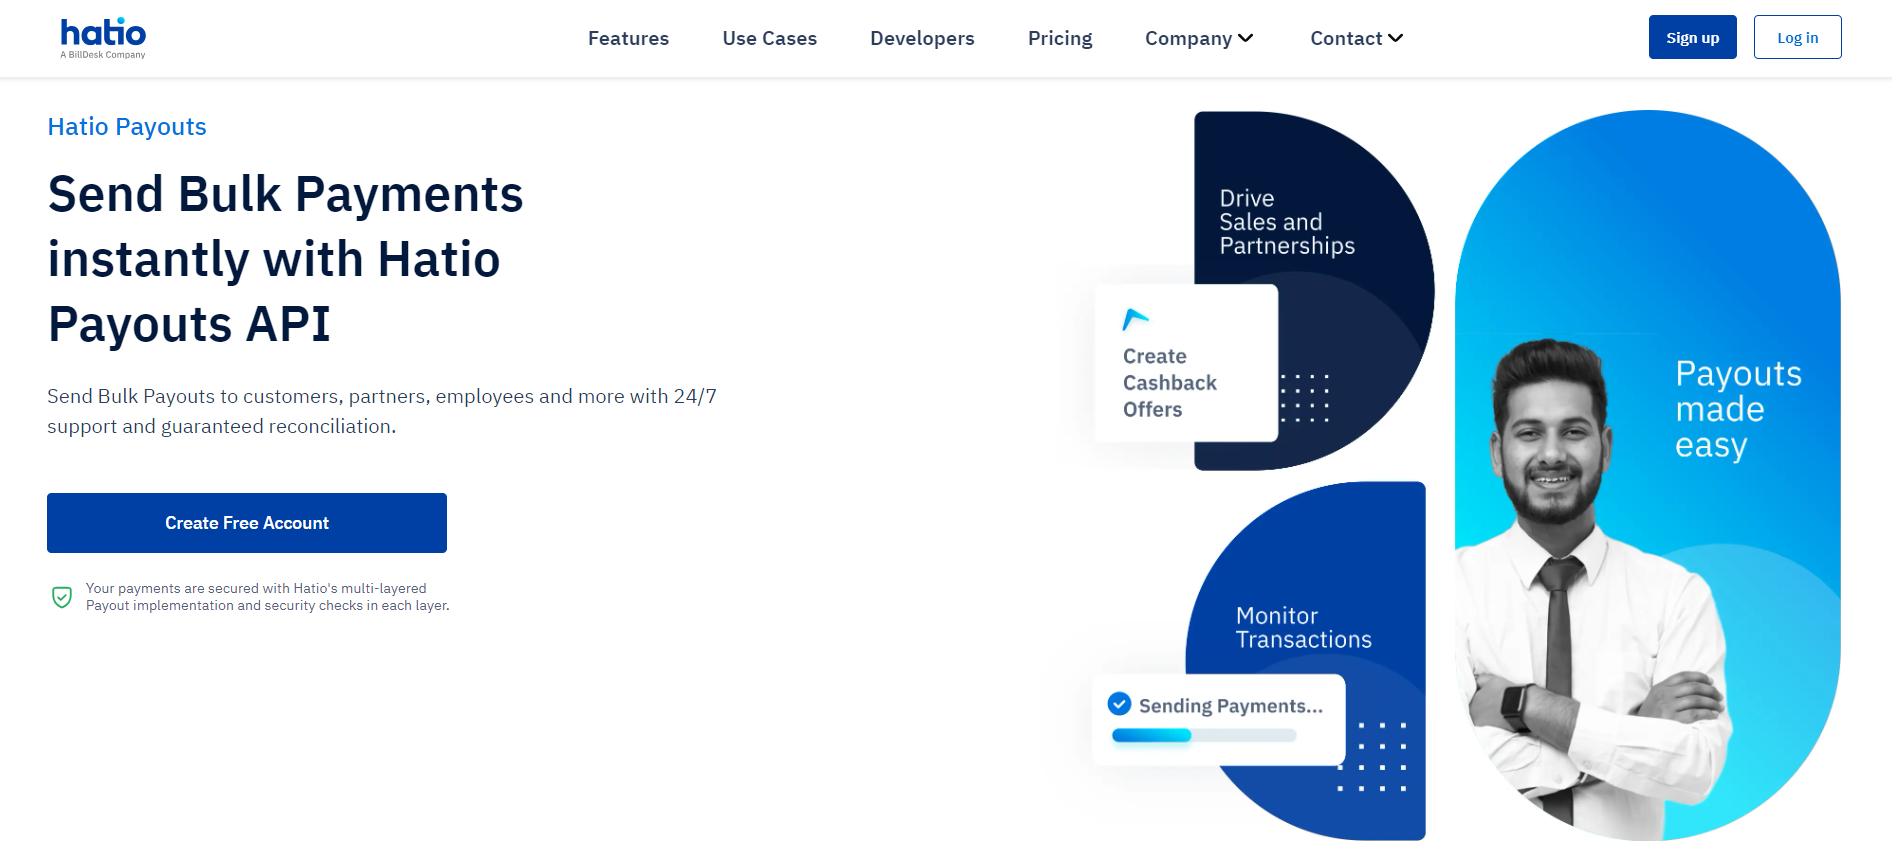 hatio
A BillDesk Company
Features
Use Cases
Developers
Pricing
Company
Contact
Sign up
Log in
Hatio Payouts
Send Bulk Payments
instantly with Hatio
Payouts API
Send Bulk Payouts to customers, partners, employees and more with 24/7
support and guaranteed reconciliation.
Create Free Account
Your payments are secured with Hatio's multi-layered
Payout implementation and security checks in each layer.
Drive
Sales and
Partnerships
Create
Cashback
Offers
Monitor
Transactions
Sending Payments...
Payouts
made
easy